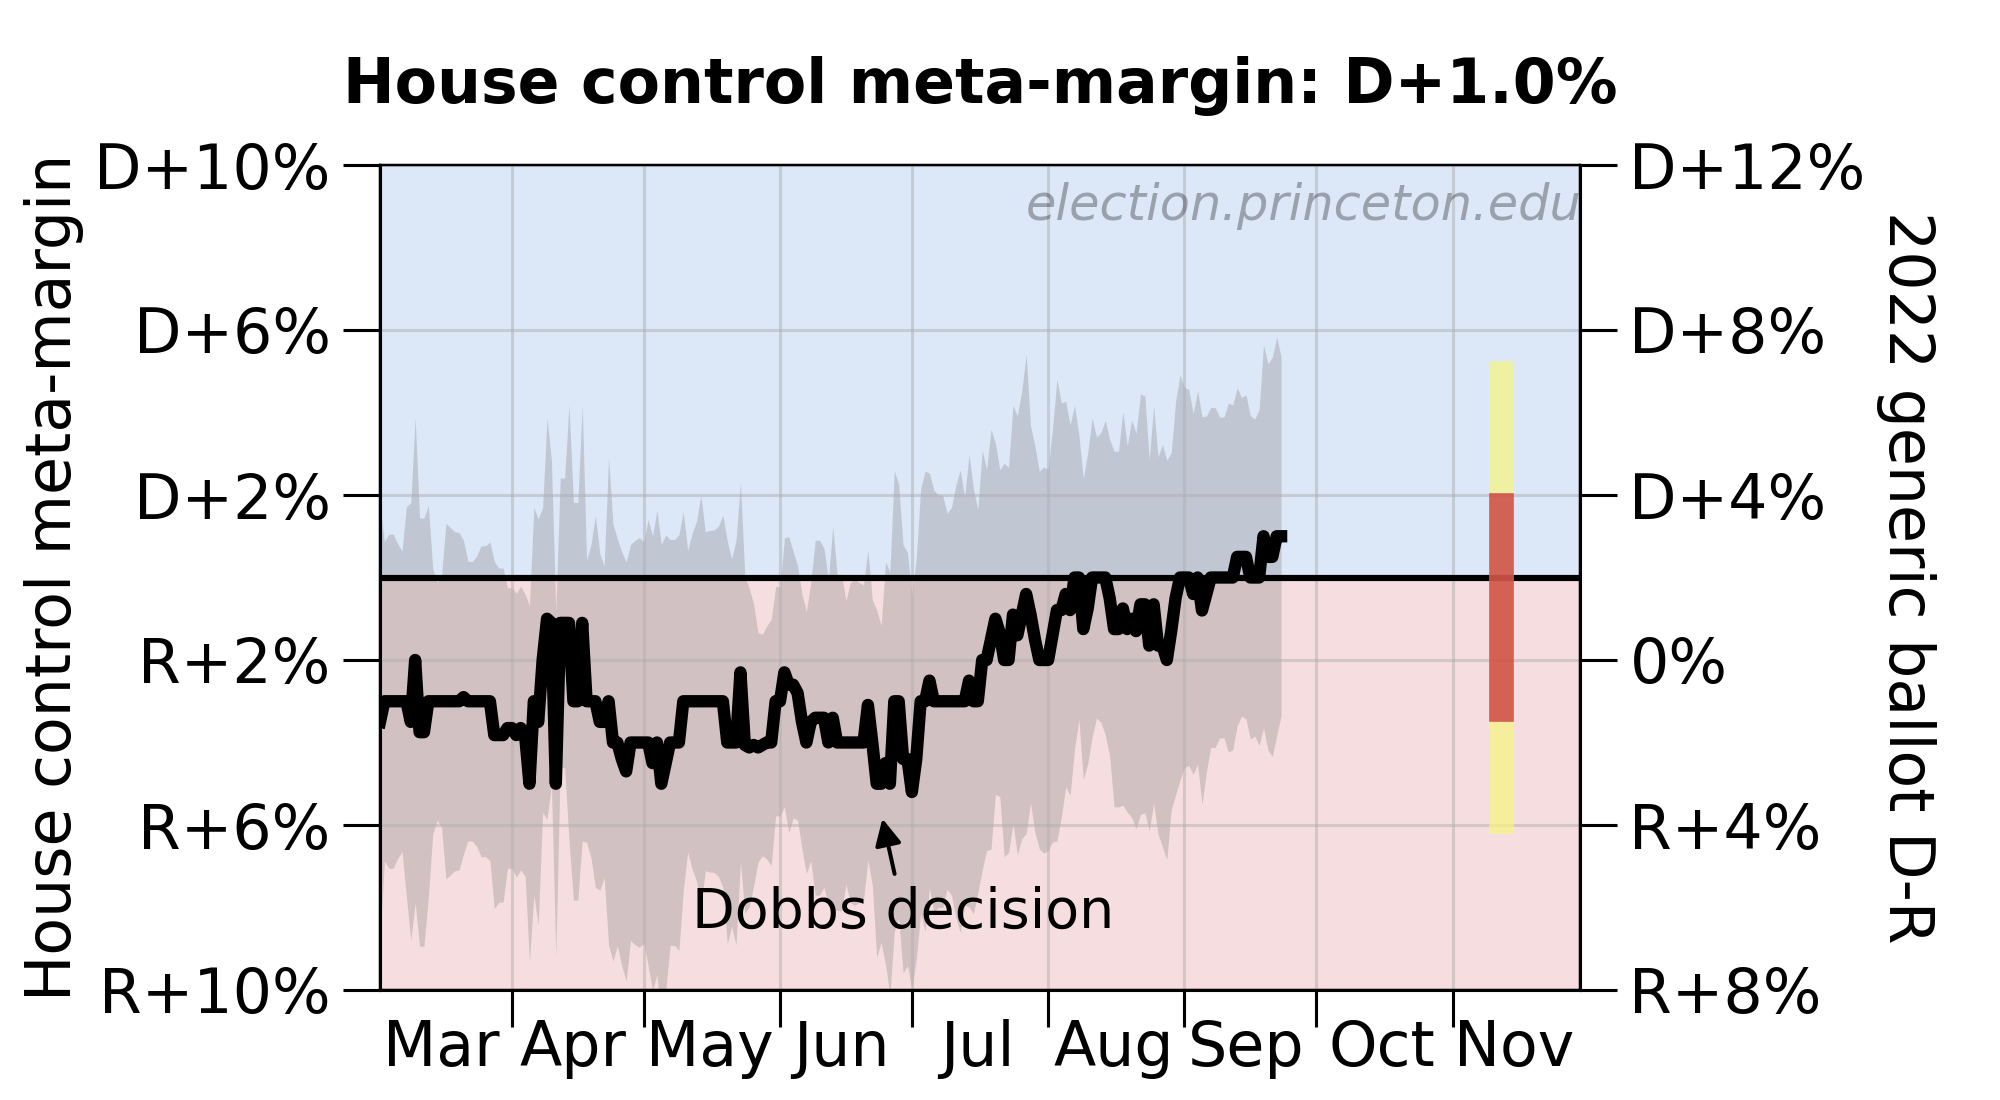 House control meta-margin: D+1.0%
House control meta-margin
D+10%
D+6%
D+2%
R+2%
R+6%
R+10%
election.princeton.edu
Dobbs decision
D+12%
D+8%
D+4%
0%
R+4%
R+8%
2022 generic ballot D-R
Mar Apr May Jun Jul Aug Sep Oct Nov